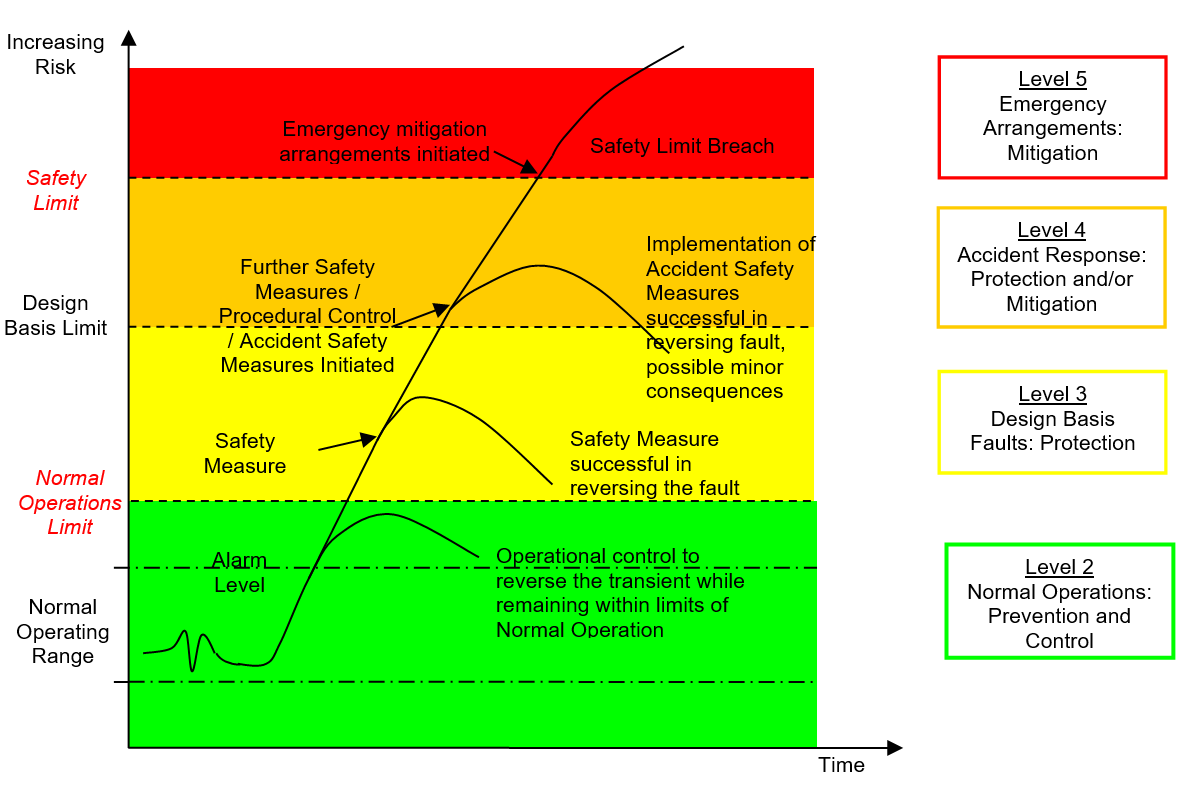 Increasing
Risk
Emergency mitigation
arrangements initiated
Safety Limit Breach
Safety
Limit
Further Safety
Measures /
Procedural Control
/ Accident Safety
Measures Initiated
Implementation of
Accident Safety
Measures
successful in
reversing fault,
possible minor
consequences
Design
Basis Limit
Safety
Measure
Safety Measure
successful in
reversing the fault
Normal
Operations
Limit
Alarm
Level
Operational control to
reverse the transient while
remaining within limits of
Normal Operation
Normal
Operating
Range
Time
Level 5
Emergency
Arrangements:
Mitigation
Level 4
Accident Response:
Protection and/or
Mitigation
Level 3
Design Basis
Faults: Protection
Level 2
Normal Operations:
Prevention and
Control